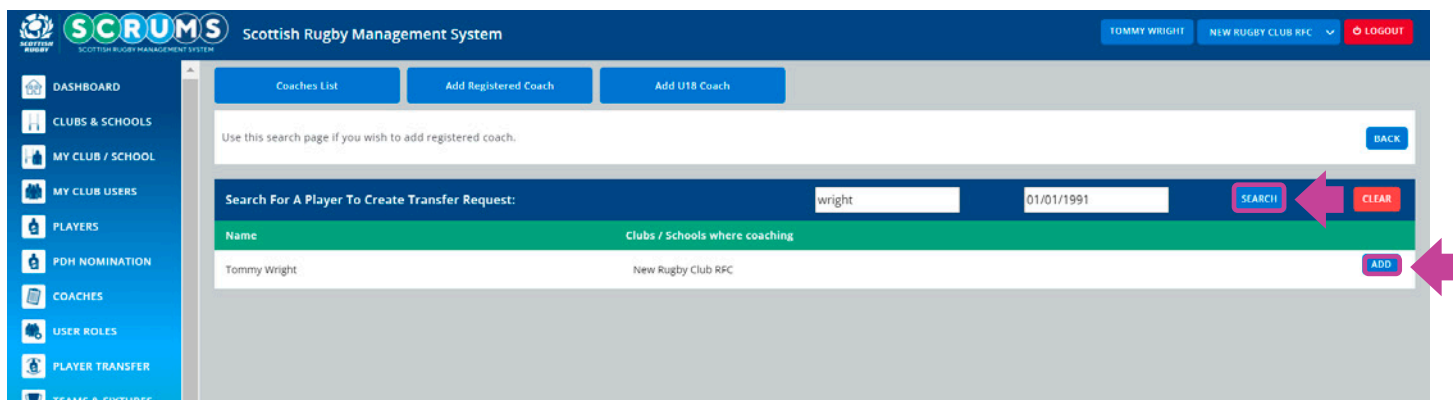 SCOTTISH RUGBY
SCRUMS
SCOTTISH RUGBY MANAGEMENT SYSTEM
Scottish Rugby Management System
TOMMY WRIGHT
NEW RUGBY CLUB RFC
LOGOUT
DASHBOARD
CLUBS & SCHOOLS
MY CLUB / SCHOOL
MY CLUB USERS
PLAYERS
PDH NOMINATION
COACHES
USER ROLES
PLAYER TRANSFER
TEAMS & FIXTURES
Coaches List
Add Registered Coach
Add U18 Coach
Use this search page if you wish to add registered coach.
BACK
Search For A Player To Create Transfer Request:
wright
01/01/1991
SEARCH
CLEAR
Name
Clubs / Schools where coaching
Tommy Wright
New Rugby Club RFC
ADD